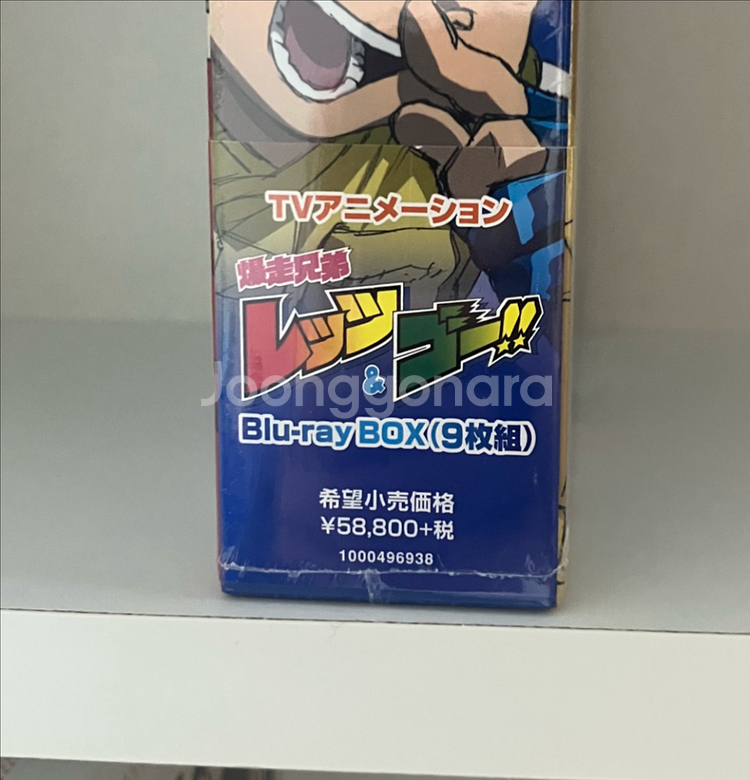 TVアニメーション
爆走兄弟
レッツ
&
ゴー!!
Joonggonara
Blu-ray BOX(9枚組)
希望小売価格
¥58,800+税
1000496938